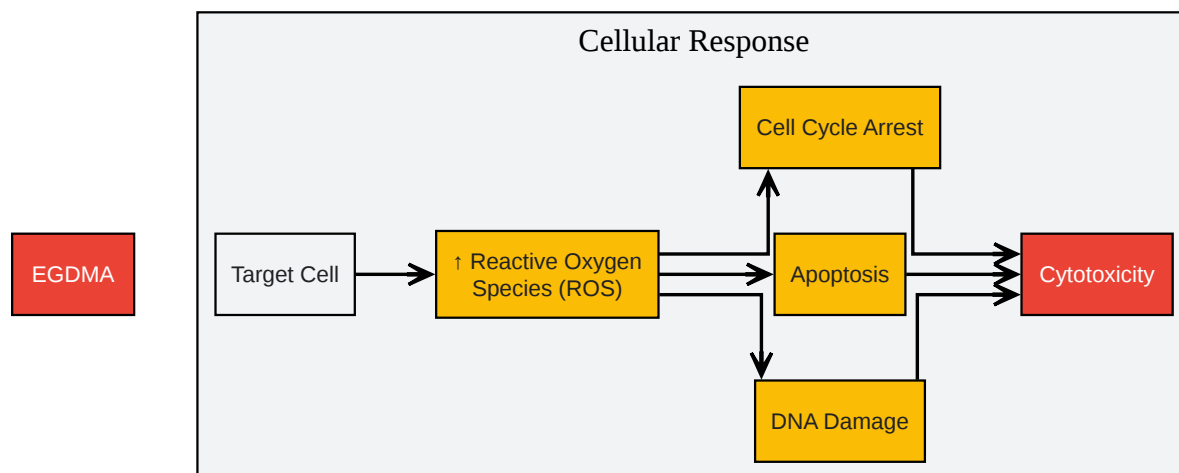 Cellular Response
Cell Cycle Arrest
EGDMA
Target Cell
↑ Reactive Oxygen
Species (ROS)
Apoptosis
Cytotoxicity
DNA Damage